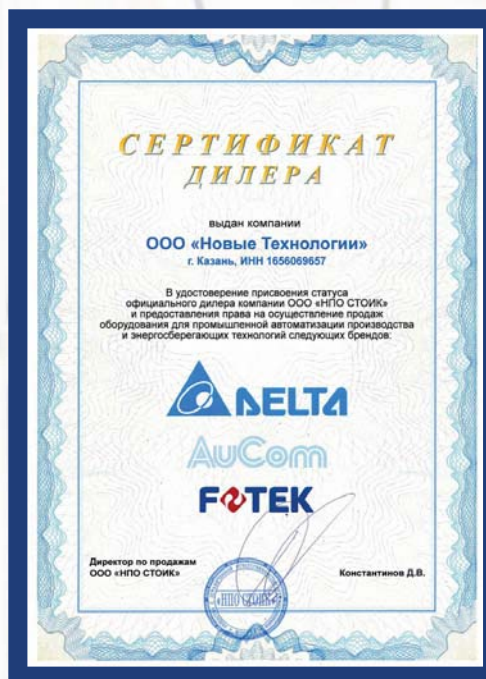 СЕРТИФИКАТ
ДИЛЕРА
выдан компании
ООО «Новые Технологии»
г. Казань, ИНН 1656069657
В удостоверение присвоения статуса
официального дилера компании ООО «НПО СТОИК»
и предоставления права на осуществление продаж
оборудования для промышленной автоматизации производства
и энергосберегающих технологий следующих брендов:
DELTA
AuCom
FOTEK
Директор по продажам
ООО «НПО СТОИК»
Константинов Д.В.
«НПО СТОИК»